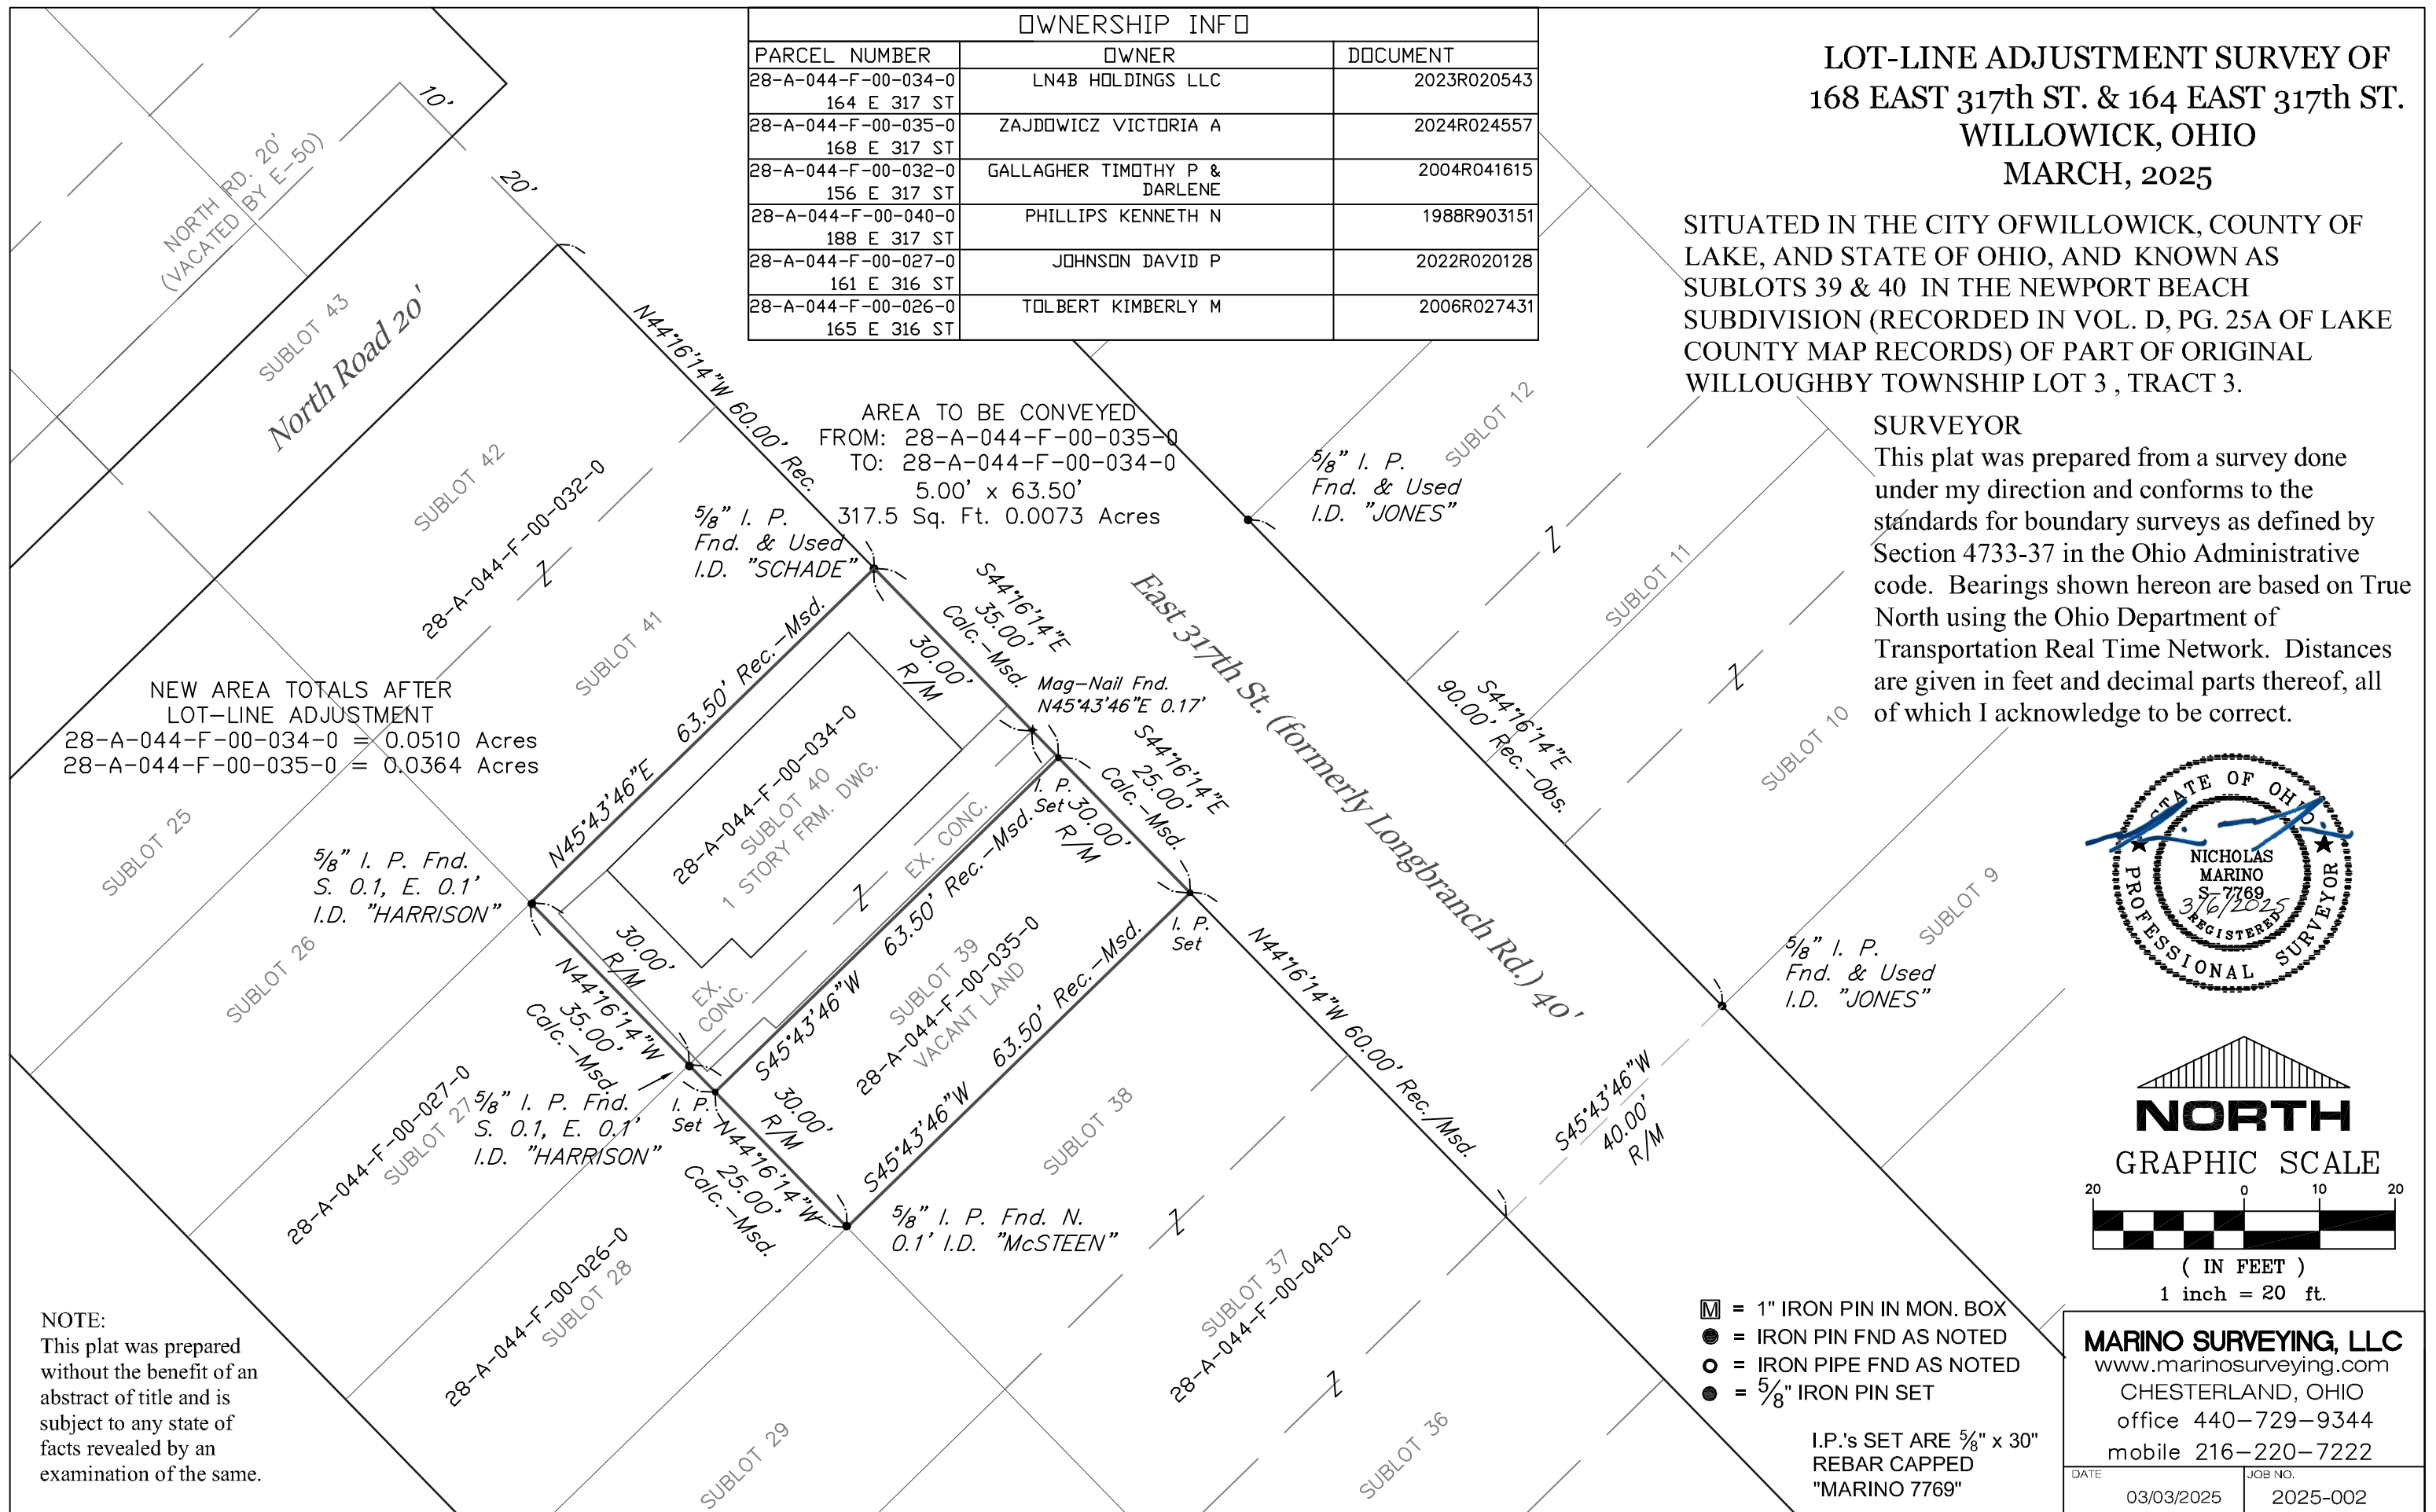 OWNERSHIP INFO
PARCEL NUMBER OWNER DOCUMENT
28-A-044-F-00-034-0 LN4B HOLDINGS LLC 2023R020543
164 E 317 ST
28-A-044-F-00-035-0 ZAJDOWICZ VICTORIA A 2024R024557
168 E 317 ST
28-A-044-F-00-032-0 GALLAGHER TIMOTHY P & 2004R041615
156 E 317 ST DARLENE
28-A-044-F-00-040-0 PHILLIPS KENNETH N 1988R903151
188 E 317 ST
28-A-044-F-00-027-0 JOHNSON DAVID P 2022R020128
161 E 316 ST
28-A-044-F-00-026-0 TOLBERT KIMBERLY M 2006R027431
165 E 316 ST
LOT-LINE ADJUSTMENT SURVEY OF
168 EAST 317th ST. & 164 EAST 317th ST.
WILLOWICK, OHIO
MARCH, 2025
SITUATED IN THE CITY OFWILLOWICK, COUNTY OF
LAKE, AND STATE OF OHIO, AND KNOWN AS
SUBLOTS 39 & 40 IN THE NEWPORT BEACH
SUBDIVISION (RECORDED IN VOL. D, PG. 25A OF LAKE
COUNTY MAP RECORDS) OF PART OF ORIGINAL
WILLOUGHBY TOWNSHIP LOT 3 , TRACT 3.
SURVEYOR
This plat was prepared from a survey done
under my direction and conforms to the
standards for boundary surveys as defined by
Section 4733-37 in the Ohio Administrative
code. Bearings shown hereon are based on True
North using the Ohio Department of
Transportation Real Time Network. Distances
are given in feet and decimal parts thereof, all
of which I acknowledge to be correct.
10'
20'
NORTH RD. 20'
(VACATED BY E-50)
SUBLOT 43
North Road 20'
N44°16'14"W 60.00' Rec.
SUBLOT 42
28-A-044-F-00-032-0
Z
SUBLOT 41
AREA TO BE CONVEYED
FROM: 28-A-044-F-00-035-0
TO: 28-A-044-F-00-034-0
5.00' x 63.50'
317.5 Sq. Ft. 0.0073 Acres
5/8" I. P.
Fnd. & Used
I.D. "SCHADE"
5/8" I. P.
Fnd. & Used
I.D. "JONES"
SUBLOT 12
Z
SUBLOT 11
Z
SUBLOT 10
SUBLOT 9
East 317th St. (formerly Longbranch Rd.) 40'
S44°16'14"E
90.00' Rec.-Obs.
5/8" I. P.
Fnd. & Used
I.D. "JONES"
S44°16'14"E
35.00'
Calc.-Msd.
30.00'
R/M
Mag-Nail Fnd.
N45°43'46"E 0.17'
S44°16'14"E
25.00'
Calc.-Msd.
30.00'
R/M
I. P.
Set
I. P.
Set
N45°43'46"E 63.50' Rec.-Msd.
28-A-044-F-00-034-0
SUBLOT 40
1 STORY FRM. DWG.
Z
EX. CONC.
EX.
CONC.
S45°43'46"W 63.50' Rec.-Msd.
SUBLOT 39
28-A-044-F-00-035-0
VACANT LAND
S45°43'46"W 63.50' Rec.-Msd.
NEW AREA TOTALS AFTER
LOT-LINE ADJUSTMENT
28-A-044-F-00-034-0 = 0.0510 Acres
28-A-044-F-00-035-0 = 0.0364 Acres
SUBLOT 25
SUBLOT 26
5/8" I. P. Fnd.
S. 0.1, E. 0.1'
I.D. "HARRISON"
30.00'
R/M
N44°16'14"W
35.00'
Calc.-Msd.
28-A-044-F-00-027-0
SUBLOT 27
5/8" I. P. Fnd.
S. 0.1, E. 0.1'
I.D. "HARRISON"
I. P.
Set
30.00'
R/M
N44°16'14"W
25.00'
Calc.-Msd.
5/8" I. P. Fnd. N.
0.1' I.D. "McSTEEN"
28-A-044-F-00-026-0
SUBLOT 28
SUBLOT 29
SUBLOT 38
Z
SUBLOT 37
28-A-044-F-00-040-0
Z
SUBLOT 36
N44°16'14"W 60.00' Rec./Msd.
S45°43'46"W
40.00'
R/M
NOTE:
This plat was prepared
without the benefit of an
abstract of title and is
subject to any state of
facts revealed by an
examination of the same.
STATE OF OHIO
NICHOLAS
MARINO
S-7769
3/6/2025
REGISTERED
PROFESSIONAL SURVEYOR
NORTH
GRAPHIC SCALE
20 0 10 20
( IN FEET )
1 inch = 20 ft.
M = 1" IRON PIN IN MON. BOX
= IRON PIN FND AS NOTED
= IRON PIPE FND AS NOTED
= 5/8" IRON PIN SET
I.P.'s SET ARE 5/8" x 30"
REBAR CAPPED
"MARINO 7769"
MARINO SURVEYING, LLC
www.marinosurveying.com
CHESTERLAND, OHIO
office 440-729-9344
mobile 216-220-7222
DATE JOB NO.
03/03/2025 2025-002